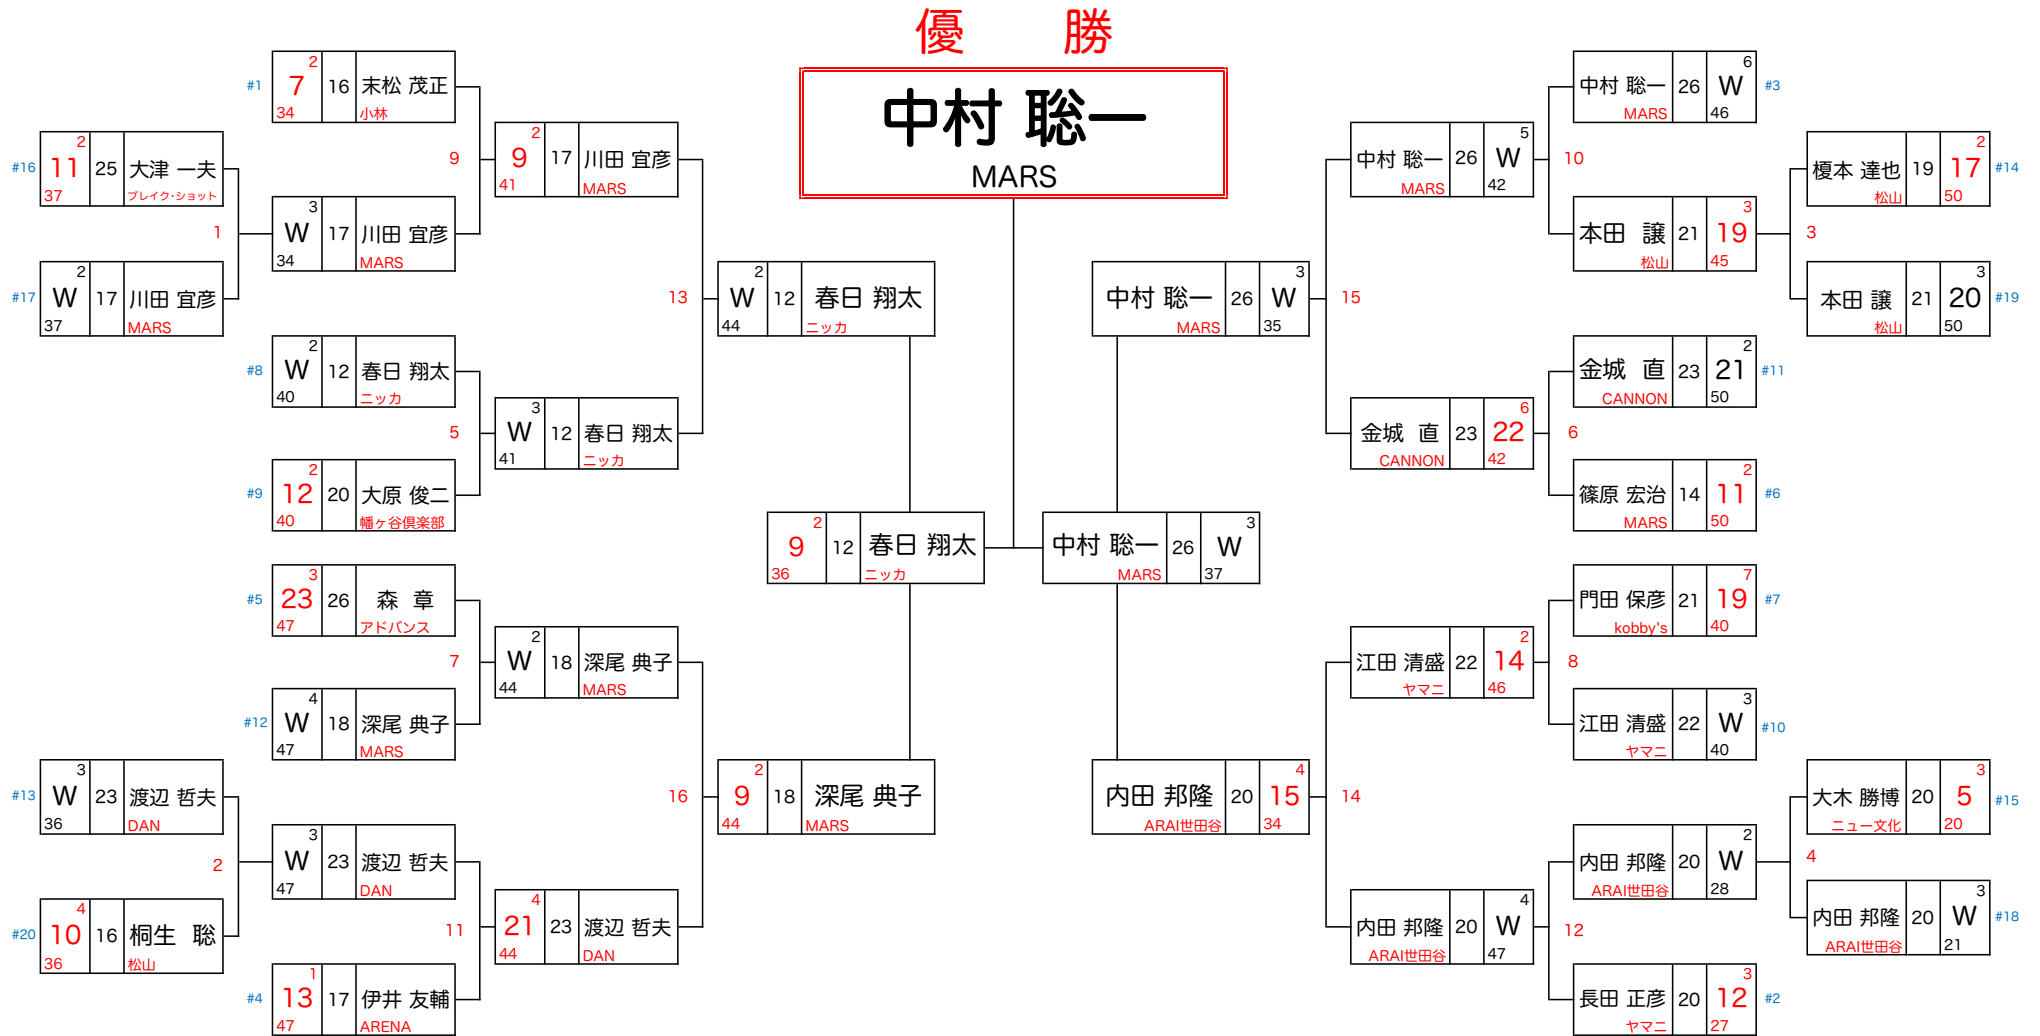 優 勝
中村 聡一
MARS
#1
2
7
34
16
末松 茂正
小林
#16
2
11
37
25
大津 一夫
ブレイク・ショット
1
#17
2
W
37
17
川田 宜彦
MARS
3
W
34
17
川田 宜彦
MARS
9
2
9
41
17
川田 宜彦
MARS
#8
2
W
40
12
春日 翔太
ニッカ
5
#9
2
12
40
20
大原 俊二
幡ヶ谷倶楽部
3
W
41
12
春日 翔太
ニッカ
13
2
W
44
12
春日 翔太
ニッカ
#5
3
23
47
26
森 章
アドバンス
7
#12
4
W
47
18
深尾 典子
MARS
2
W
44
18
深尾 典子
MARS
#13
3
W
36
23
渡辺 哲夫
DAN
2
#20
4
10
36
16
桐生 聡
松山
3
W
47
23
渡辺 哲夫
DAN
11
#4
1
13
47
17
伊井 友輔
ARENA
4
21
44
23
渡辺 哲夫
DAN
16
2
9
44
18
深尾 典子
MARS
2
9
36
12
春日 翔太
ニッカ
中村 聡一
MARS
26
3
W
37
中村 聡一
MARS
26
3
W
35
15
中村 聡一
MARS
26
5
W
42
10
中村 聡一
MARS
26
6
W
46
#3
本田 譲
松山
21
3
19
45
3
榎本 達也
松山
19
2
17
50
#14
本田 譲
松山
21
3
20
50
#19
金城 直
CANNON
23
6
22
42
6
金城 直
CANNON
23
2
21
50
#11
篠原 宏治
MARS
14
2
11
50
#6
内田 邦隆
ARAI世田谷
20
4
15
34
14
江田 清盛
ヤマニ
22
2
14
46
8
門田 保彦
kobby's
21
7
19
40
#7
江田 清盛
ヤマニ
22
3
W
40
#10
内田 邦隆
ARAI世田谷
20
4
W
47
12
内田 邦隆
ARAI世田谷
20
2
W
28
4
大木 勝博
ニュー文化
20
3
5
20
#15
内田 邦隆
ARAI世田谷
20
3
W
21
#18
長田 正彦
ヤマニ
20
3
12
27
#2